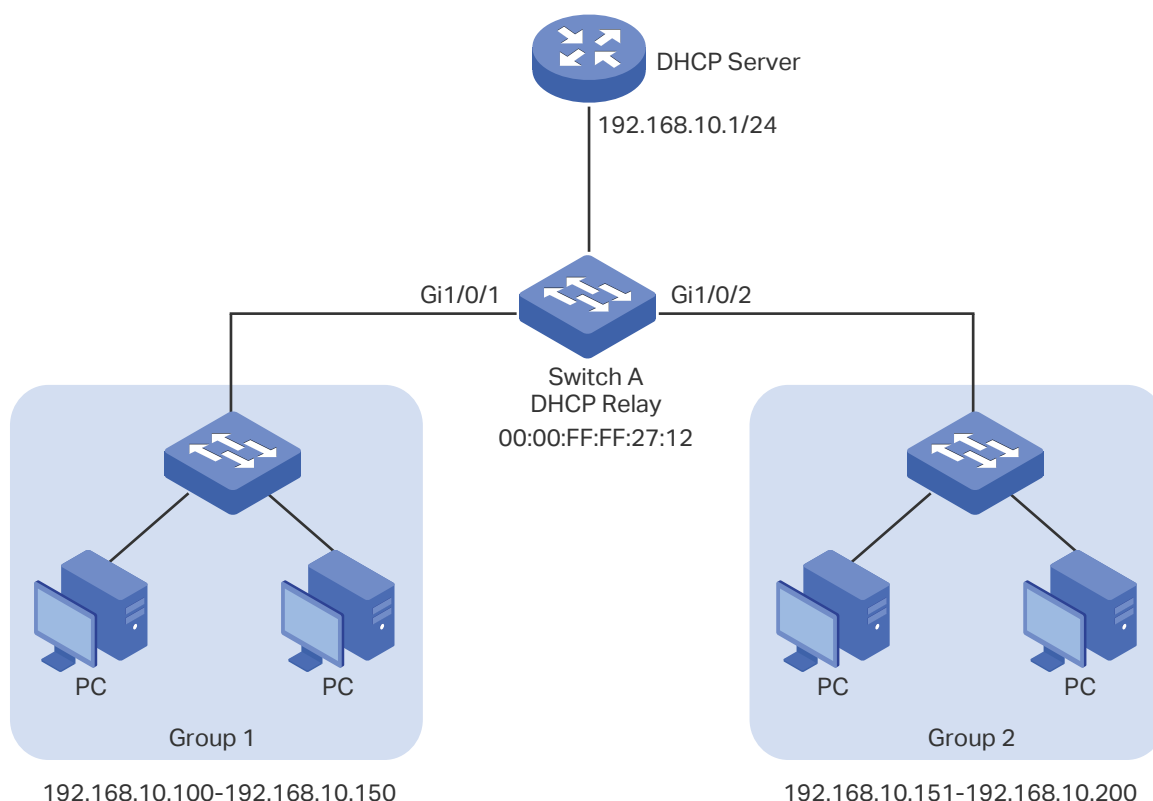 DHCP Server
192.168.10.1/24
Gi1/0/1
Gi1/0/2
Switch A
DHCP Relay
00:00:FF:FF:27:12
PC
PC
Group 1
192.168.10.100-192.168.10.150
PC
PC
Group 2
192.168.10.151-192.168.10.200